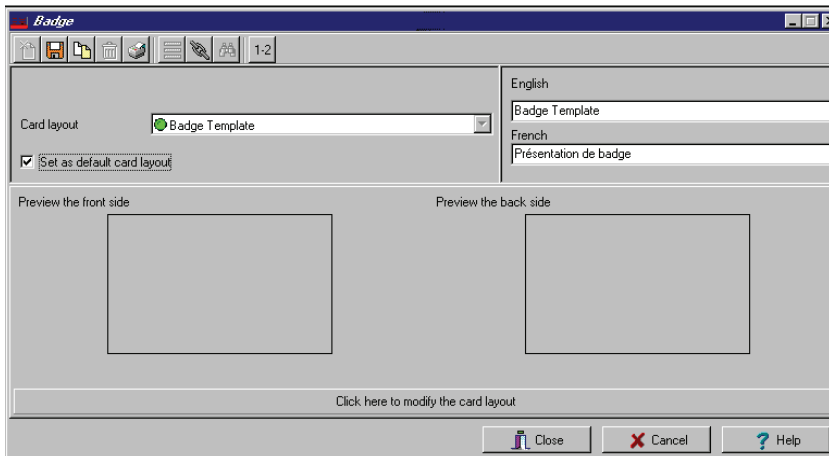 Badge
1-2
English
Badge Template
Card layout
Badge Template
French
Set as default card layout
Présentation de badge
Preview the front side
Preview the back side
Click here to modify the card layout
Close
Cancel
? Help